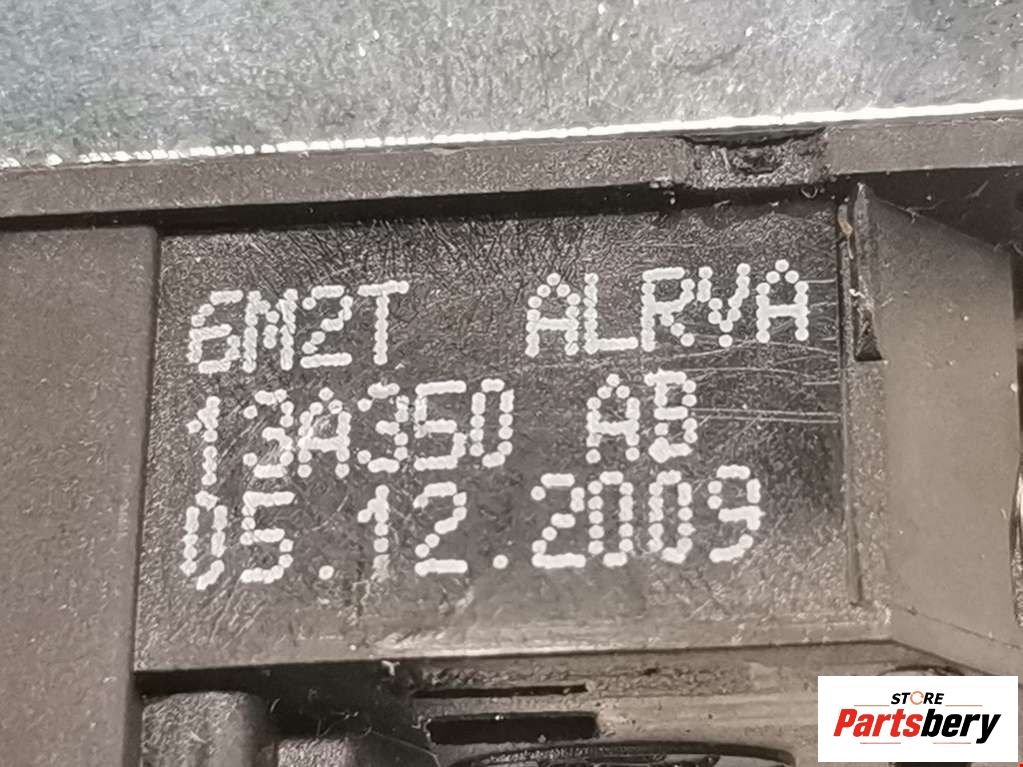 6M2T ALRVA
13A350 AB
05.12.2009
STORE
Partsbery